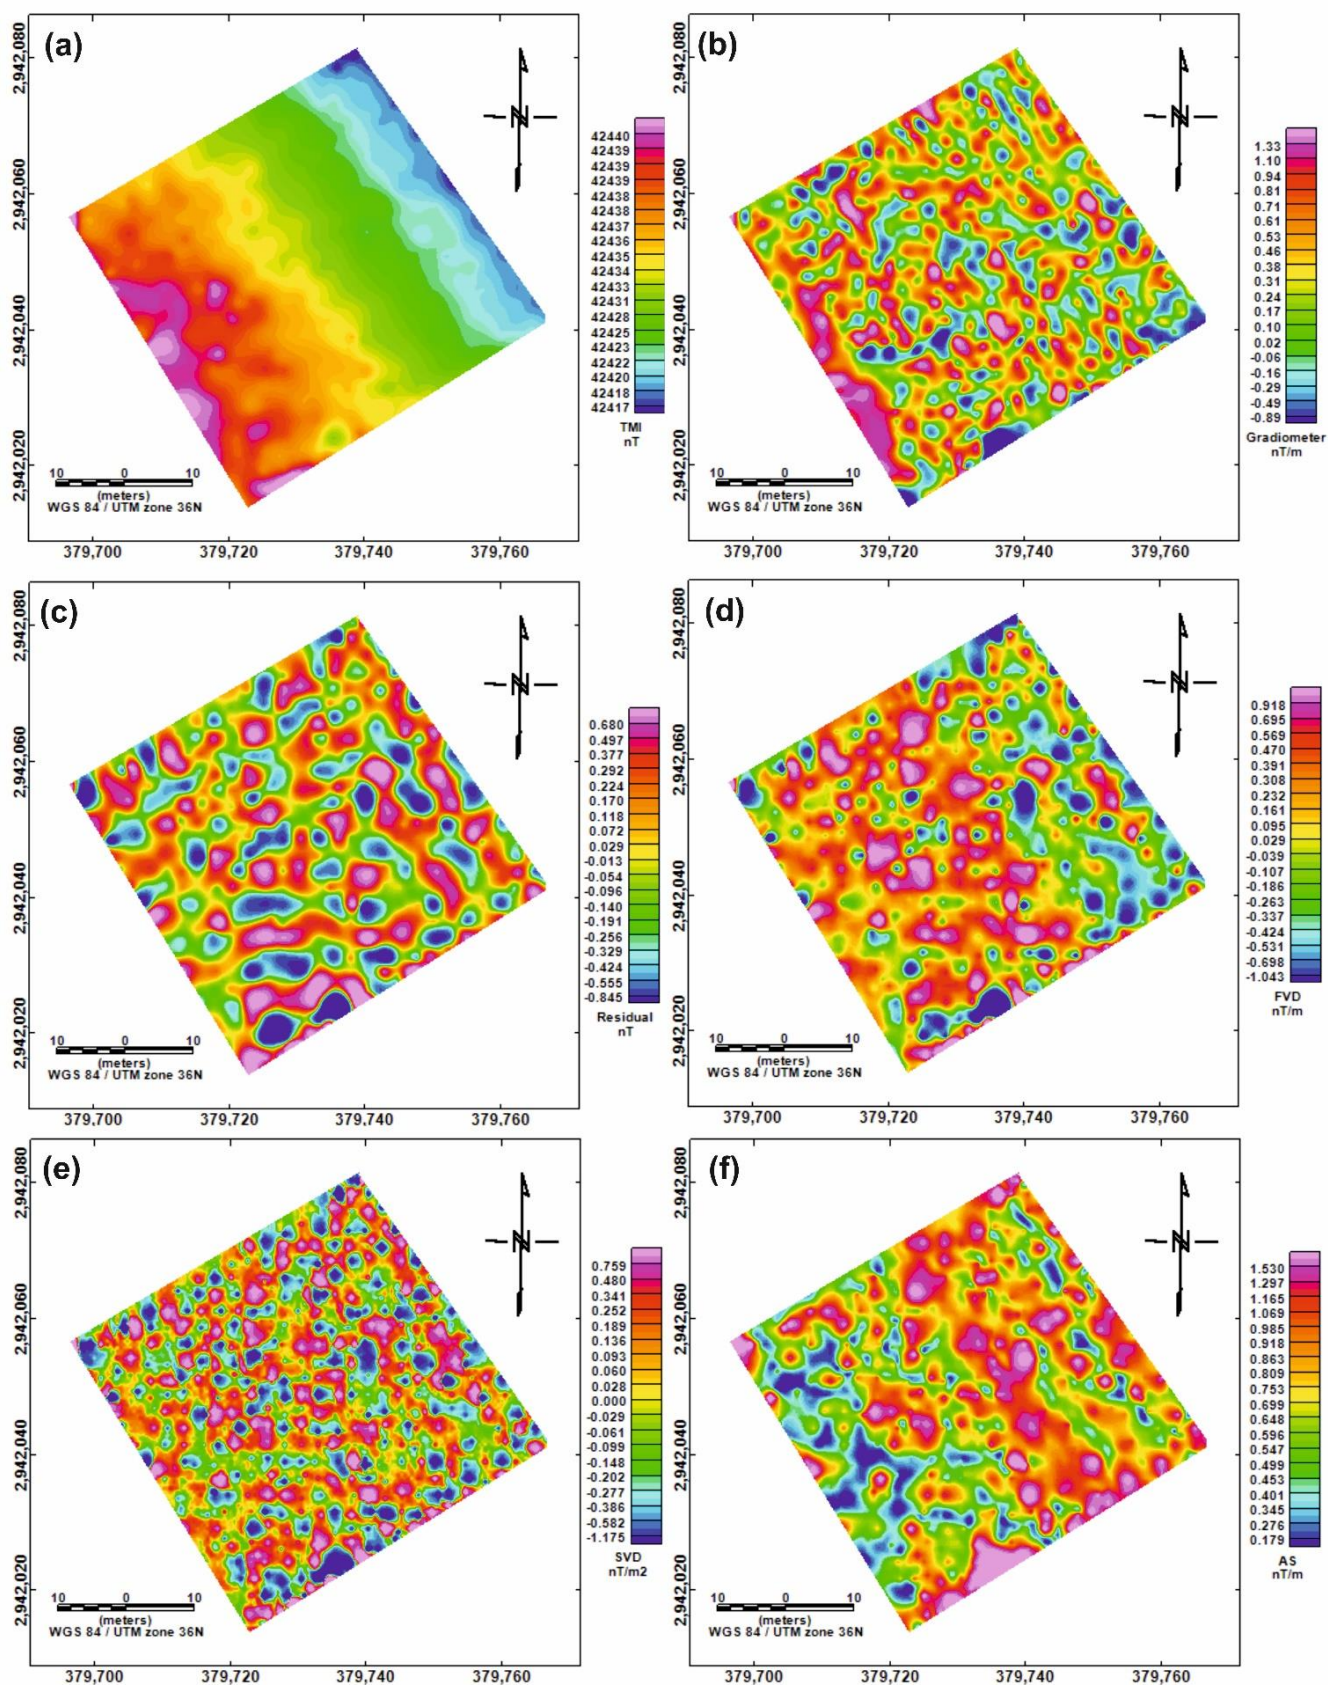 (a)
2,942,080
2,942,060
2,942,040
2,942,020
N
42440
42439
42439
42439
42438
42438
42437
42436
42435
42434
42433
42431
42428
42425
42423
42422
42420
42418
42417
TMI
nT
10 0 10
(meters)
WGS 84 / UTM zone 36N
379,700 379,720 379,740 379,760
(b)
2,942,080
2,942,060
2,942,040
2,942,020
N
1.33
1.10
0.94
0.81
0.71
0.61
0.53
0.46
0.38
0.31
0.24
0.17
0.10
0.02
-0.06
-0.16
-0.29
-0.49
-0.89
Gradiometer
nT/m
10 0 10
(meters)
WGS 84 / UTM zone 36N
379,700 379,720 379,740 379,760
(c)
2,942,080
2,942,060
2,942,040
2,942,020
N
0.680
0.497
0.377
0.292
0.224
0.170
0.118
0.072
0.029
-0.013
-0.054
-0.096
-0.140
-0.191
-0.256
-0.329
-0.424
-0.555
-0.845
Residual
nT
10 0 10
(meters)
WGS 84 / UTM zone 36N
379,700 379,720 379,740 379,760
(d)
2,942,080
2,942,060
2,942,040
2,942,020
N
0.918
0.695
0.569
0.470
0.391
0.308
0.232
0.161
0.095
0.029
-0.039
-0.107
-0.186
-0.263
-0.337
-0.424
-0.531
-0.698
-1.043
FVD
nT/m
10 0 10
(meters)
WGS 84 / UTM zone 36N
379,700 379,720 379,740 379,760
(e)
2,942,080
2,942,060
2,942,040
2,942,020
N
0.759
0.480
0.341
0.252
0.189
0.136
0.093
0.060
0.028
0.000
-0.029
-0.061
-0.099
-0.148
-0.202
-0.277
-0.386
-0.582
-1.175
SVD
nT/m2
10 0 10
(meters)
WGS 84 / UTM zone 36N
379,700 379,720 379,740 379,760
(f)
2,942,080
2,942,060
2,942,040
2,942,020
N
1.530
1.297
1.165
1.069
0.985
0.918
0.863
0.809
0.753
0.699
0.648
0.596
0.547
0.499
0.453
0.401
0.345
0.276
0.179
AS
nT/m
10 0 10
(meters)
WGS 84 / UTM zone 36N
379,700 379,720 379,740 379,760